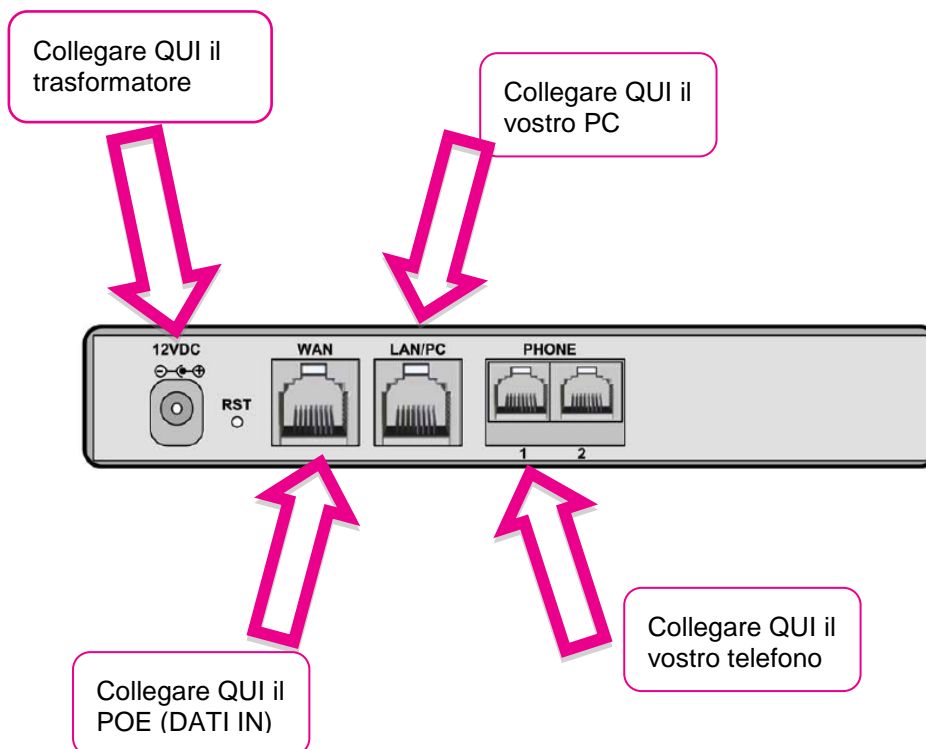 Collegare QUI il
trasformatore
Collegare QUI il
vostro PC
12VDC
WAN
LAN/PC
PHONE
RST
1
2
Collegare QUI il
vostro telefono
Collegare QUI il
POE (DATI IN)